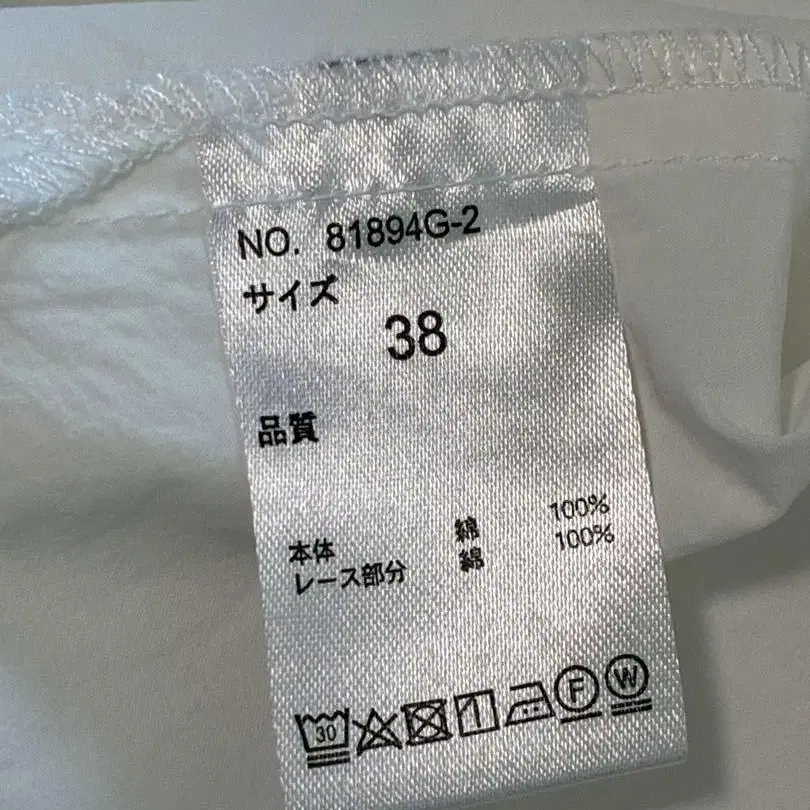 NO. 81894G-2
サイズ
38
品質
本体 綿 100%
レース部分 綿 100%
30 F W